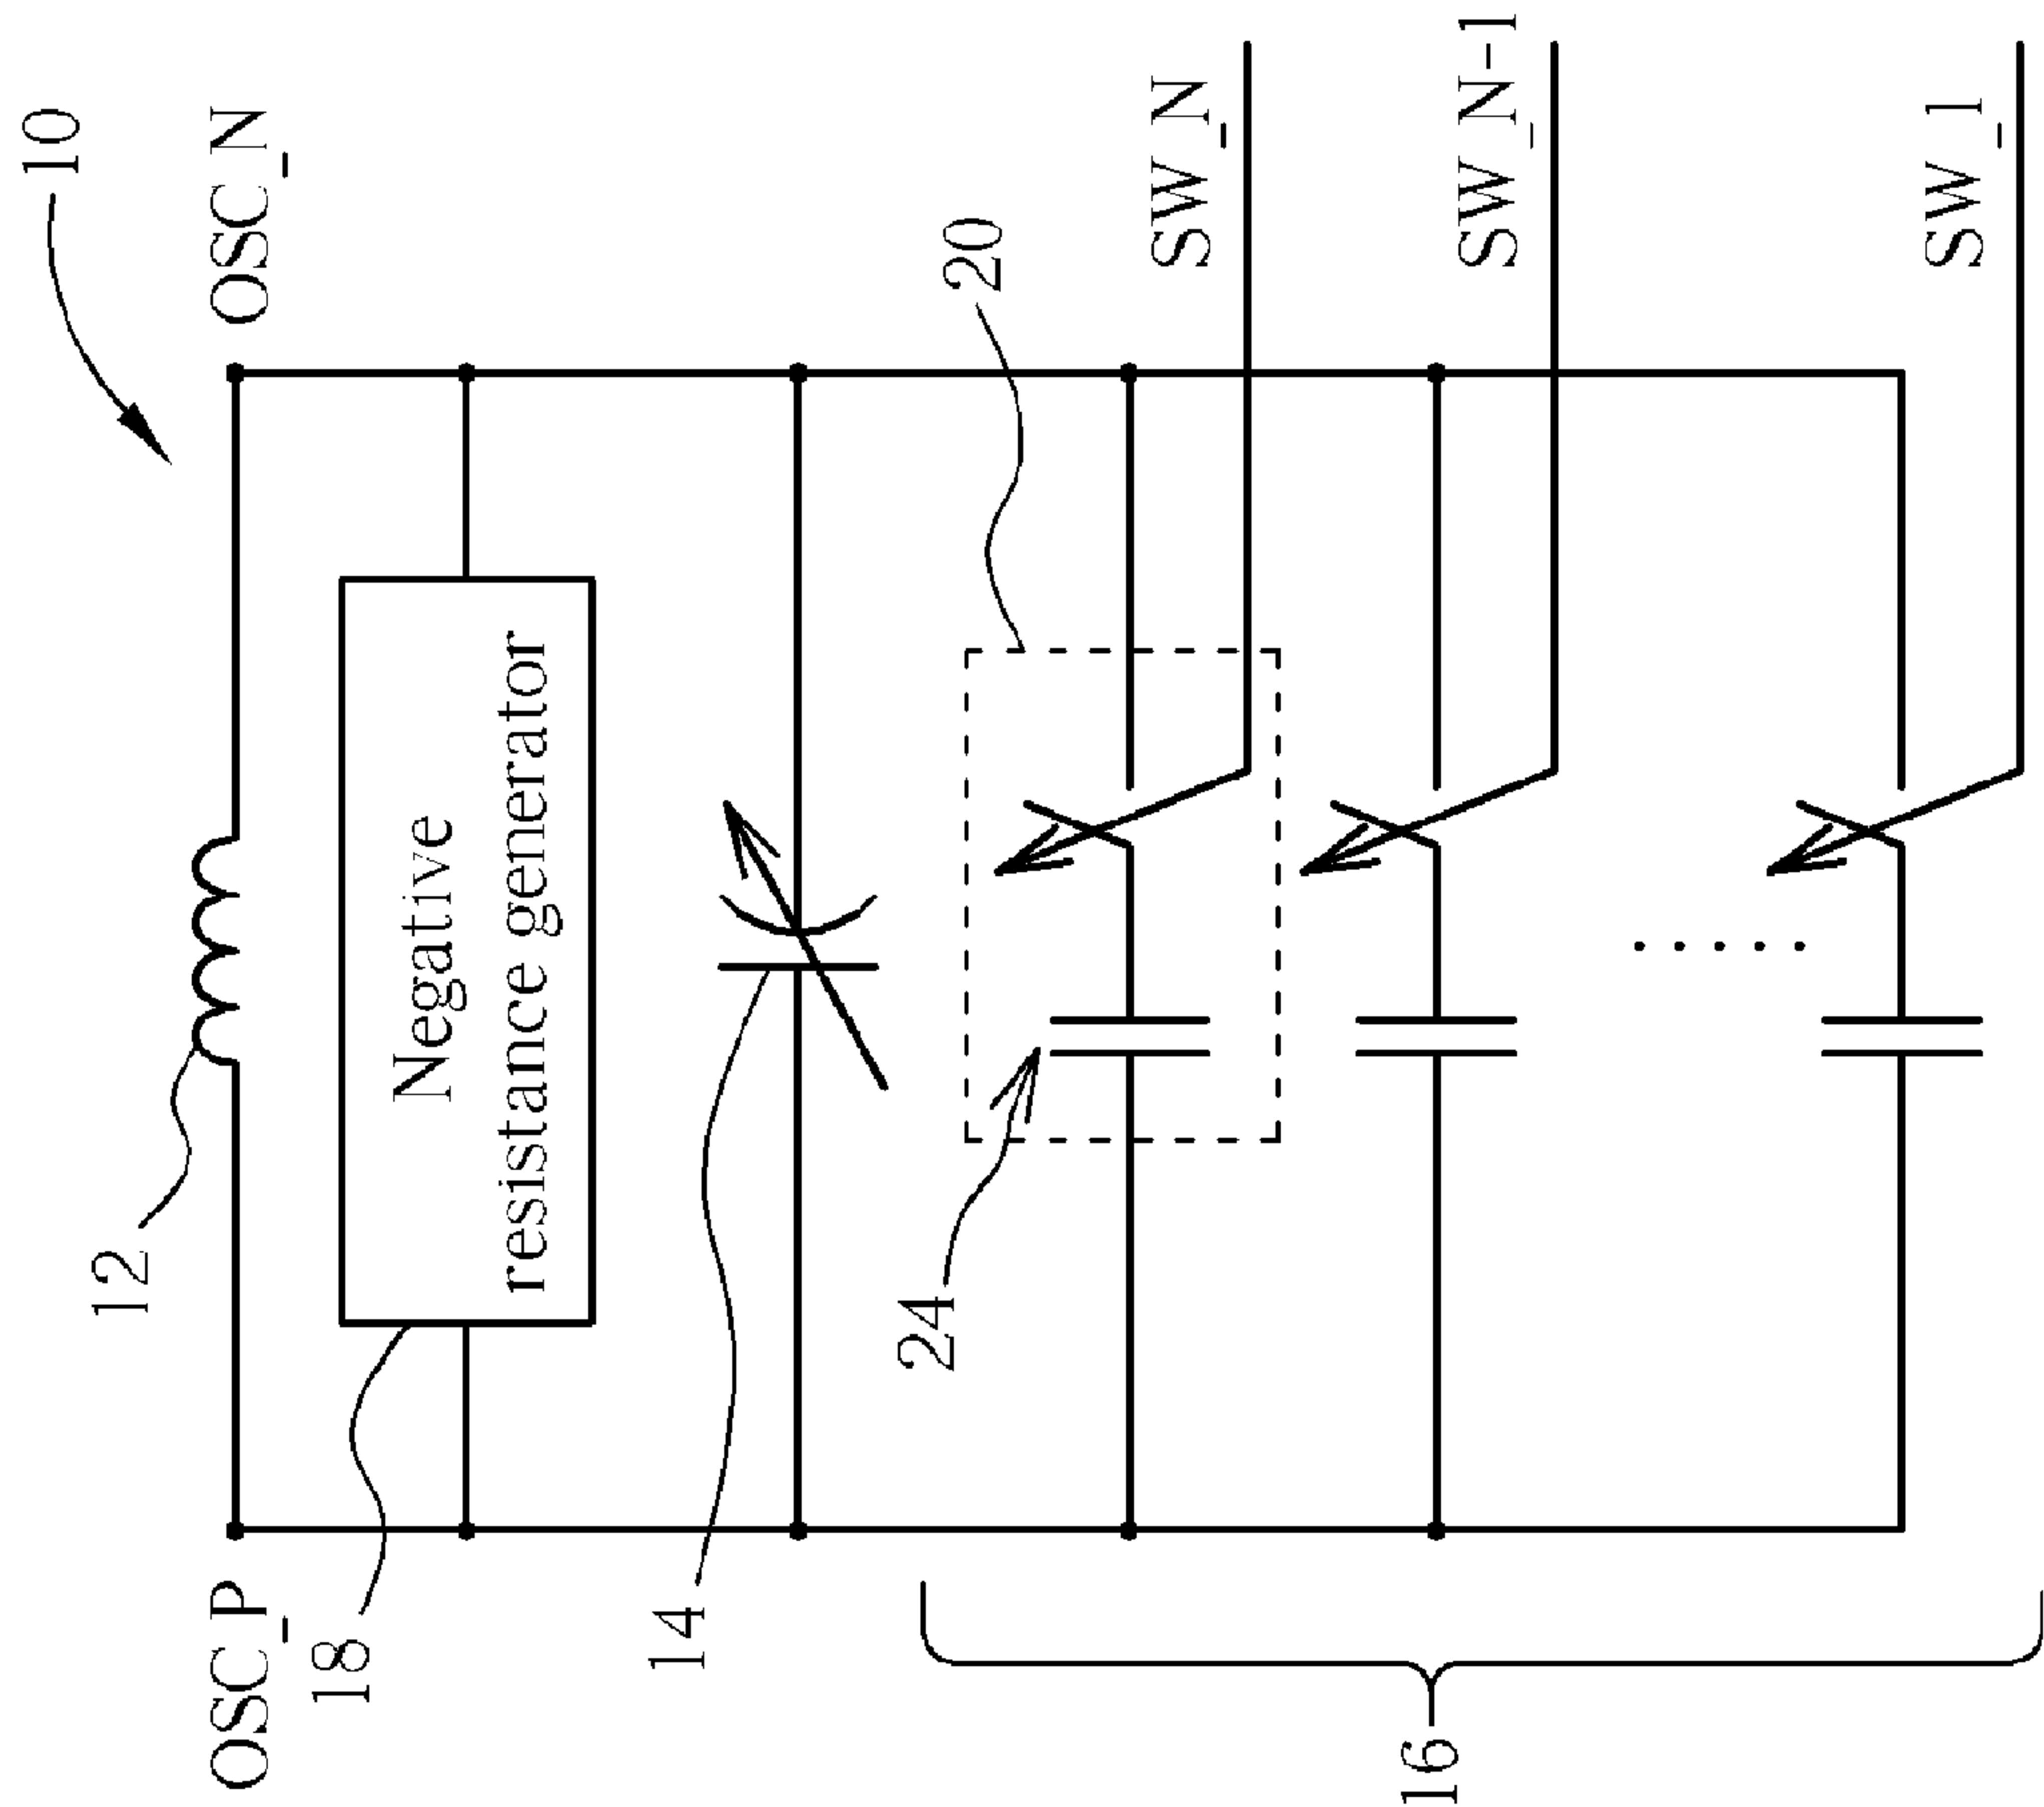 10
OSC_P
OSC_N
12
18
Negative
resistance generator
14
20
24
SW_N
16
SW_N-1
SW_1